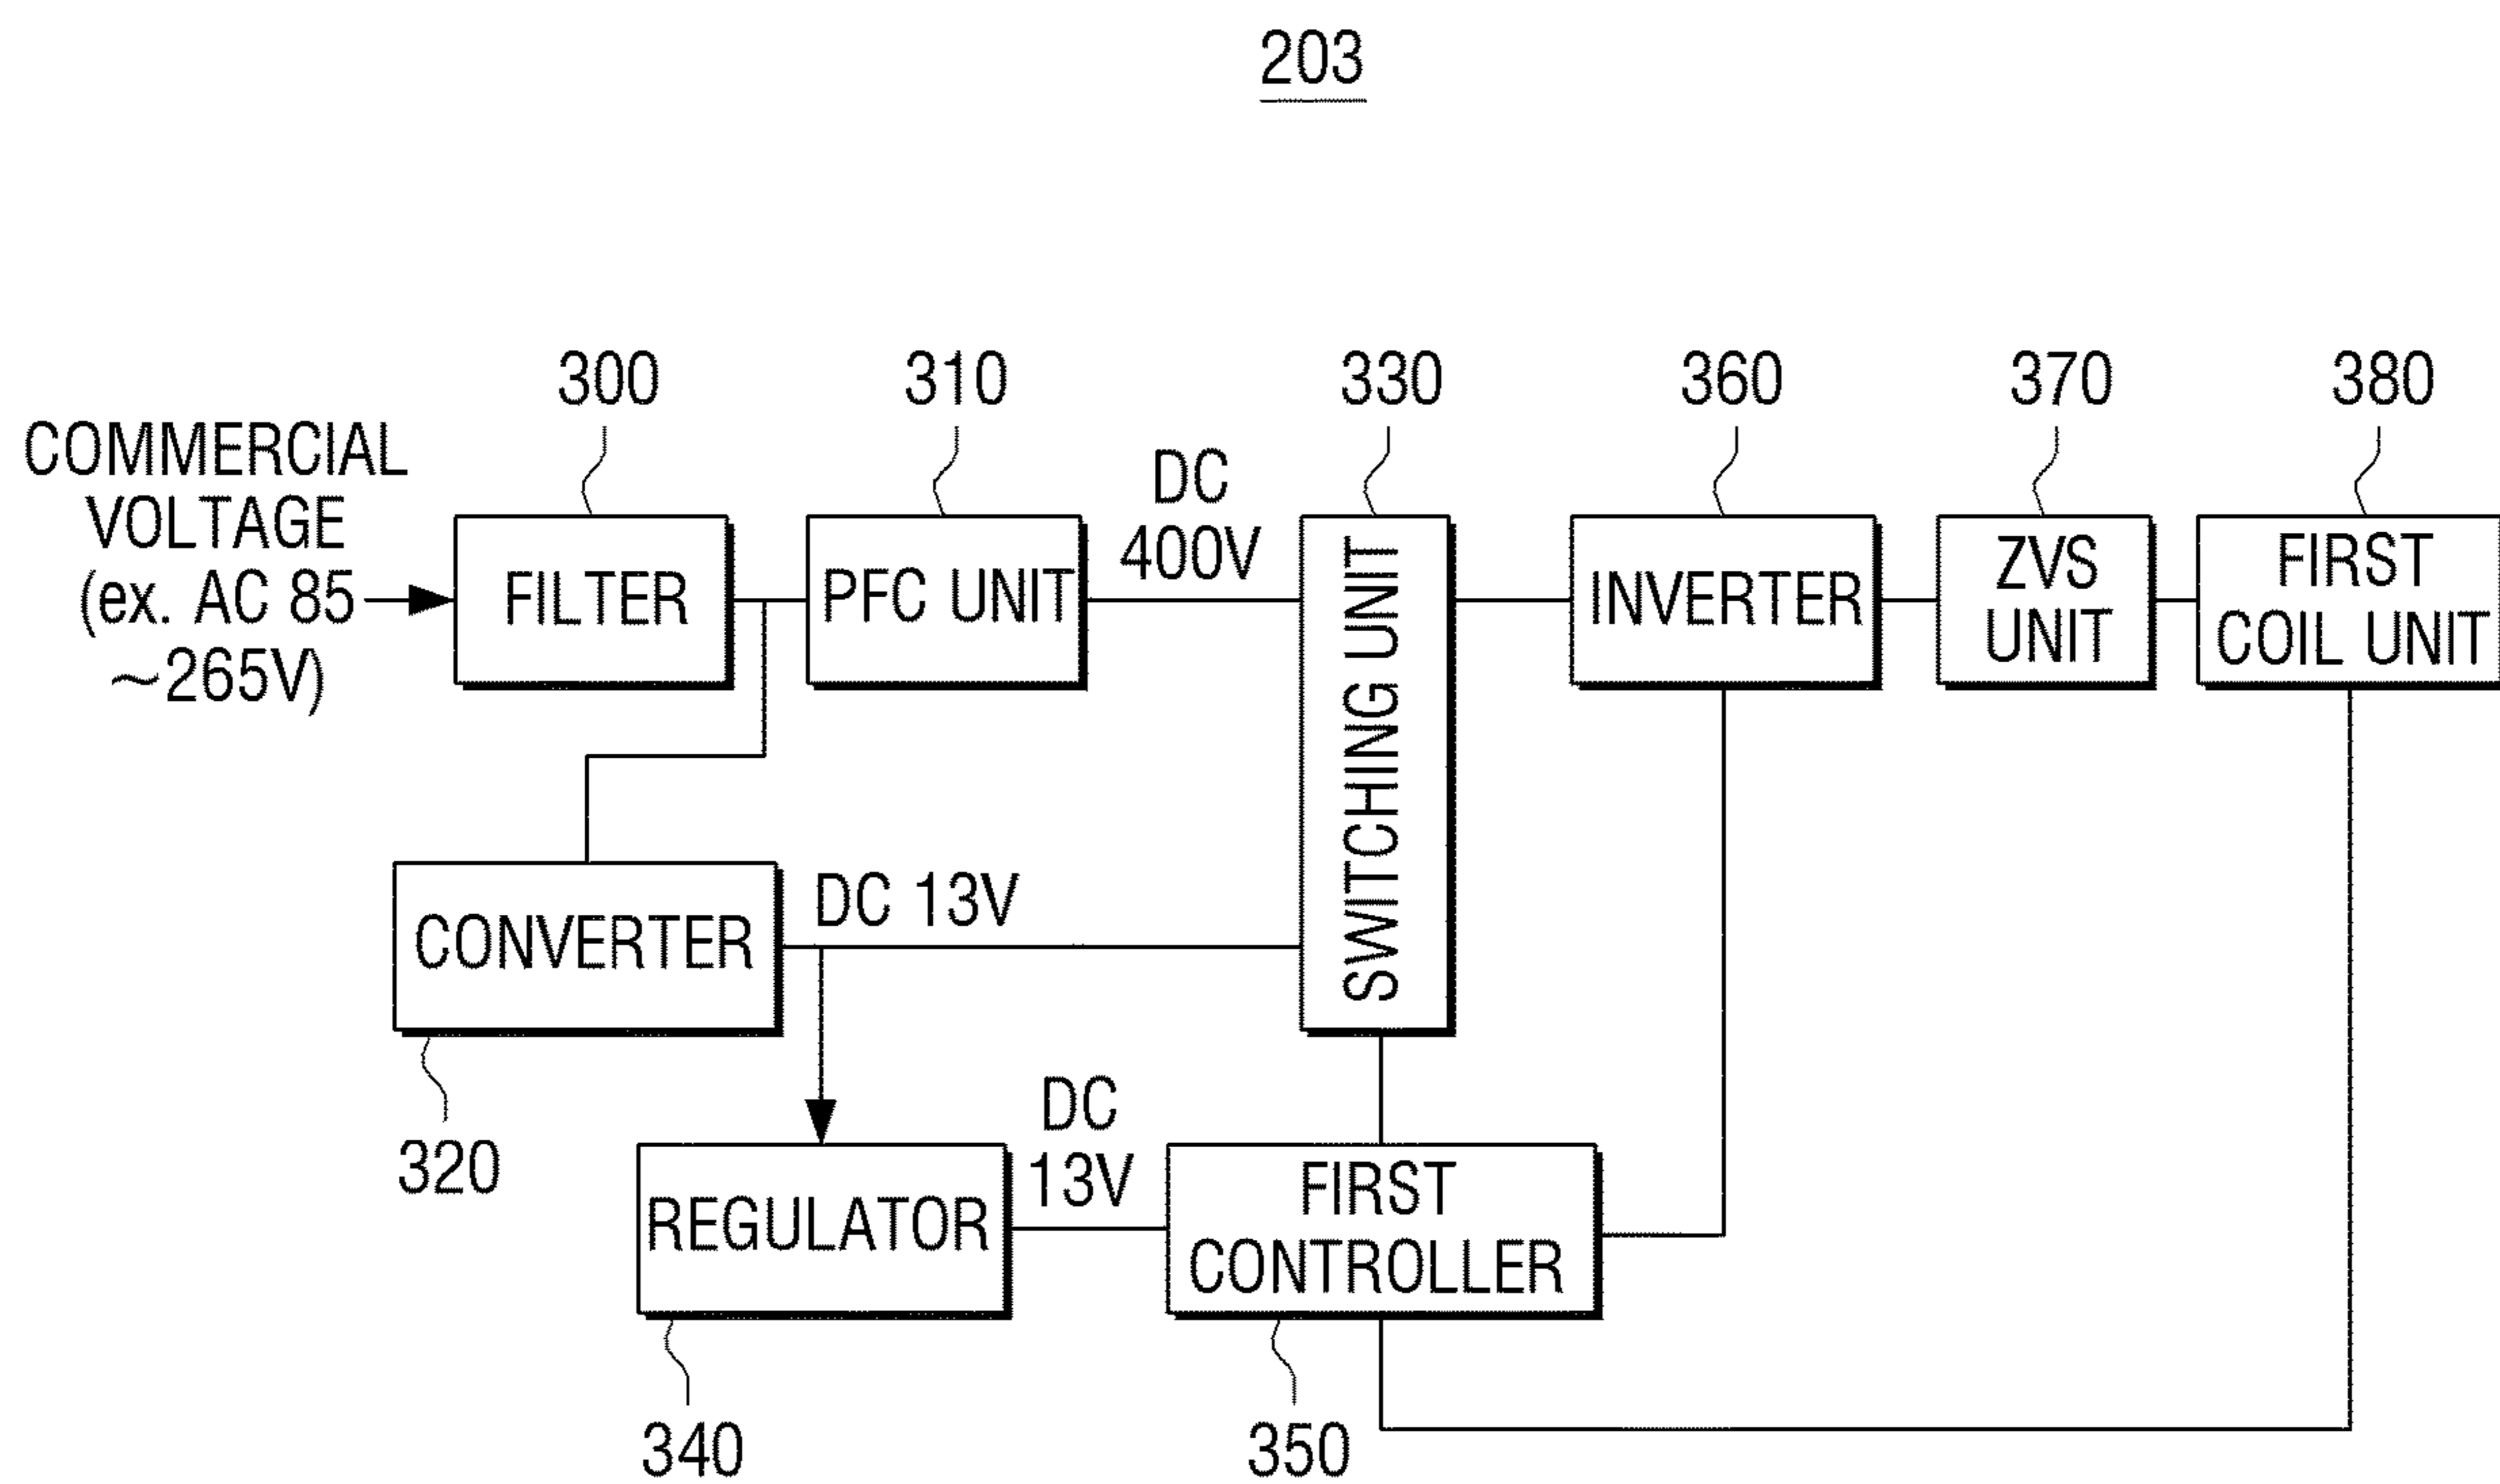 203
300
310
330
360
370
380
COMMERCIAL
VOLTAGE
(ex. AC 85
~265V)
FILTER
PFC UNIT
DC
400V
SWITCHING UNIT
INVERTER
ZVS
UNIT
FIRST
COIL UNIT
CONVERTER
DC 13V
320
REGULATOR
DC
13V
FIRST
CONTROLLER
340
350